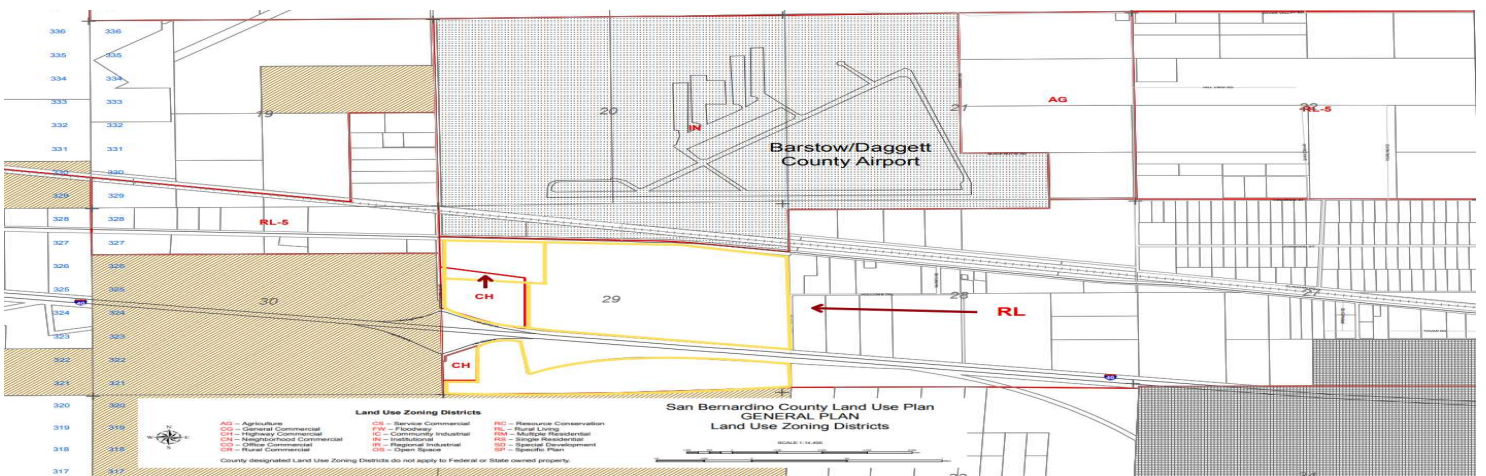 336 336
335 335
334 334
333 333
332 332
331 331
330 330
329 329
328 328
327 327
326 326
325 325
324 324
323 323
322 322
321 321
320 320
319 319
318 318
317 317
19
20
21
22
AG
RL-5
IN
Barstow/Daggett
County Airport
RL-5
30
29
28
27
CH
RL
CH
Land Use Zoning Districts
AG – Agriculture
CG – General Commercial
CH – Highway Commercial
CN – Neighborhood Commercial
CO – Office Commercial
CR – Rural Commercial
CS – Service Commercial
FW – Floodway
IC – Community Industrial
IN – Institutional
IR – Regional Industrial
OS – Open Space
RC – Resource Conservation
RL – Rural Living
RM – Multiple Residential
RS – Single Residential
SD – Special Development
SP – Specific Plan
County designated Land Use Zoning Districts do not apply to Federal or State owned property.
San Bernardino County Land Use Plan
GENERAL PLAN
Land Use Zoning Districts
SCALE 1:14,400
N
W E
S
33
34